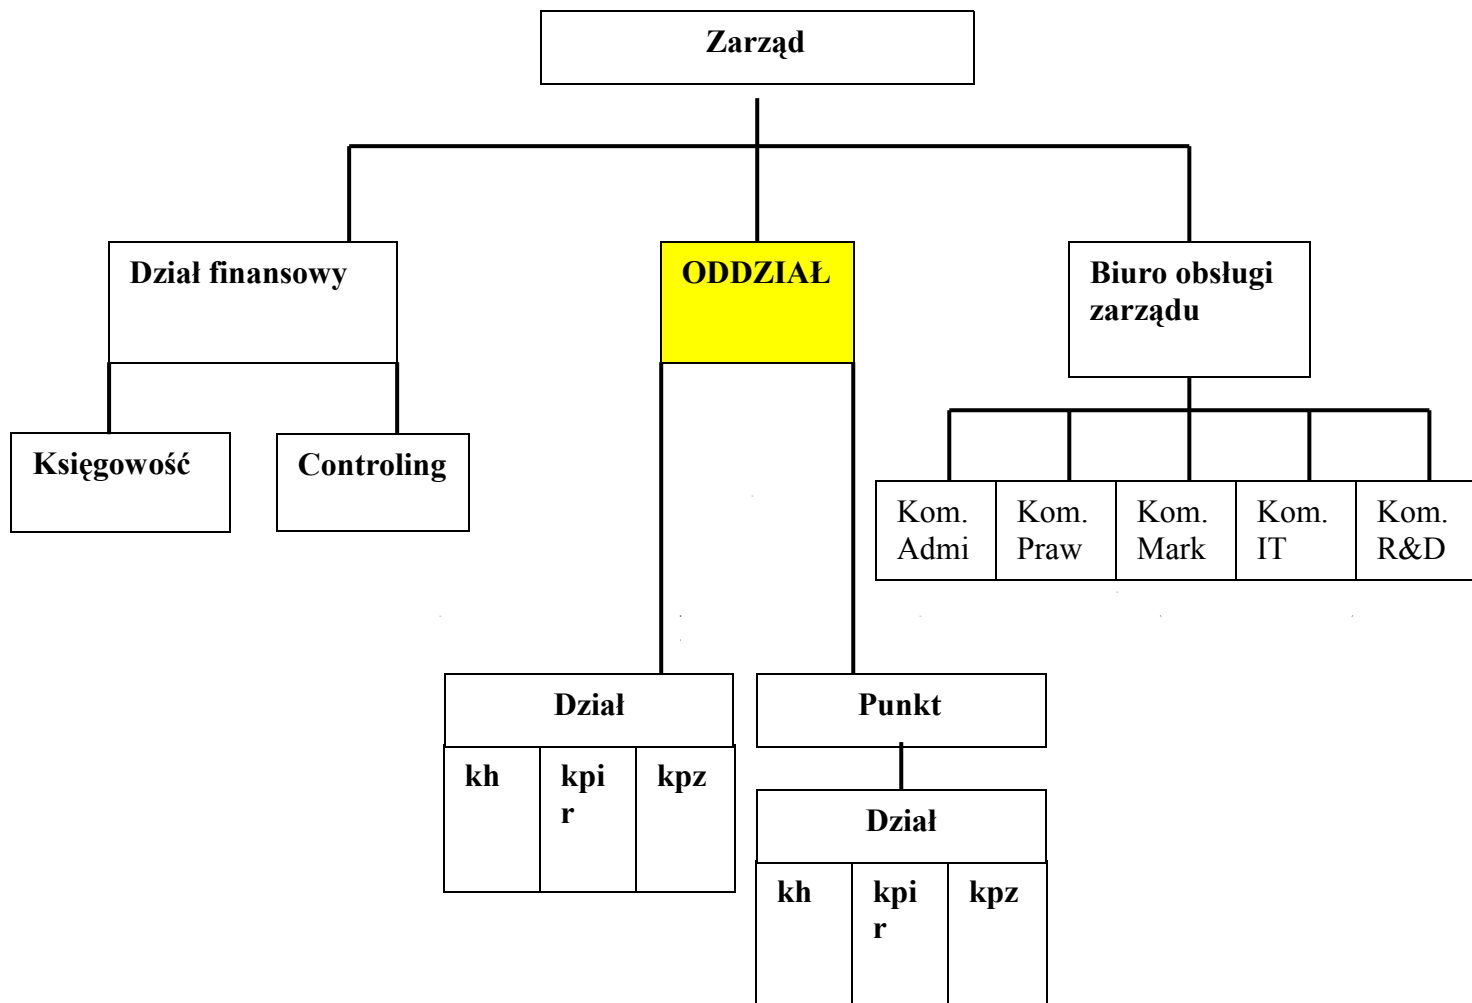 Zarząd
Dział finansowy
ODDZIAŁ
Biuro obsługi
zarządu
Księgowość
Controling
Kom.
Admi
Kom.
Praw
Kom.
Mark
Kom.
IT
Kom.
R&D
Dział
kh
kpi
r
kpz
Punkt
Dział
kh
kpi
r
kpz